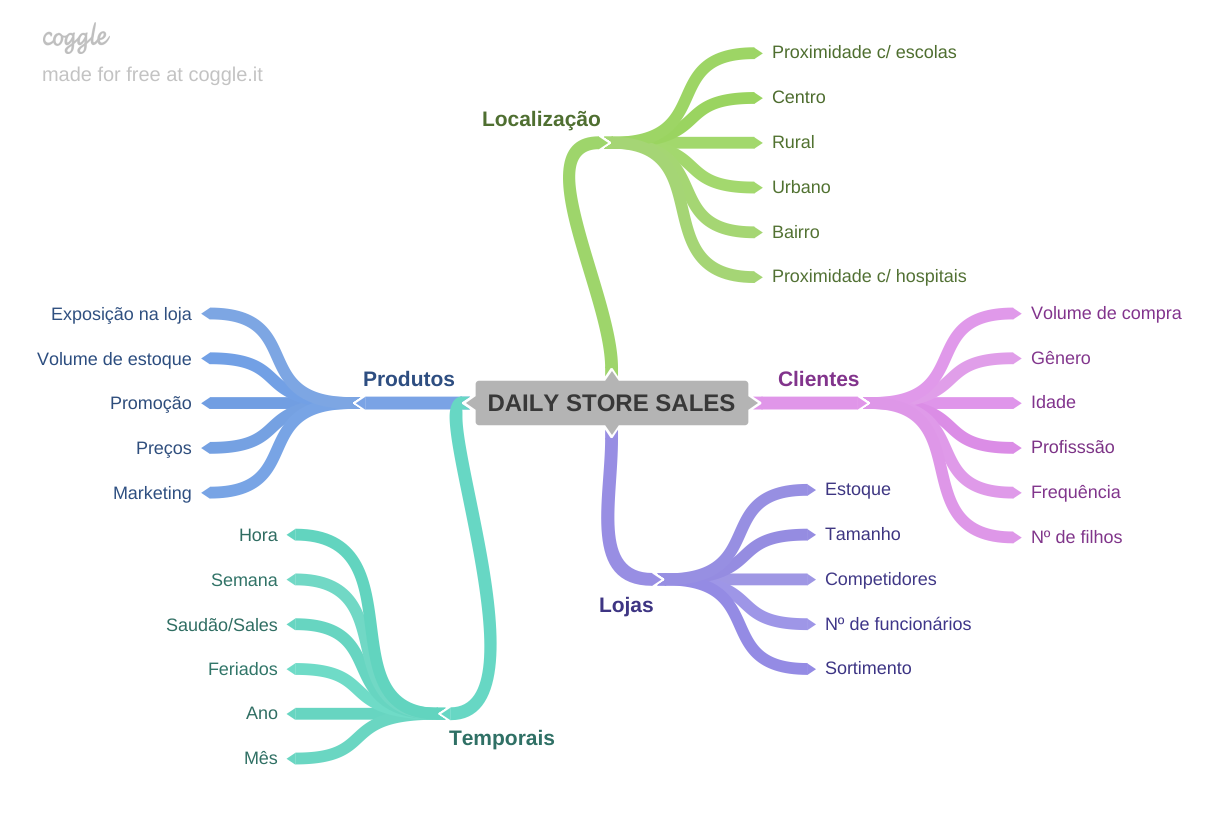 coggle
made for free at coggle.it
Localização
Proximidade c/ escolas
Centro
Rural
Urbano
Bairro
Proximidade c/ hospitais
Produtos
Exposição na loja
Volume de estoque
Promoção
Preços
Marketing
DAILY STORE SALES
Clientes
Volume de compra
Gênero
Idade
Profisssão
Frequência
Nº de filhos
Lojas
Estoque
Tamanho
Competidores
Nº de funcionários
Sortimento
Temporais
Hora
Semana
Saudão/Sales
Feriados
Ano
Mês